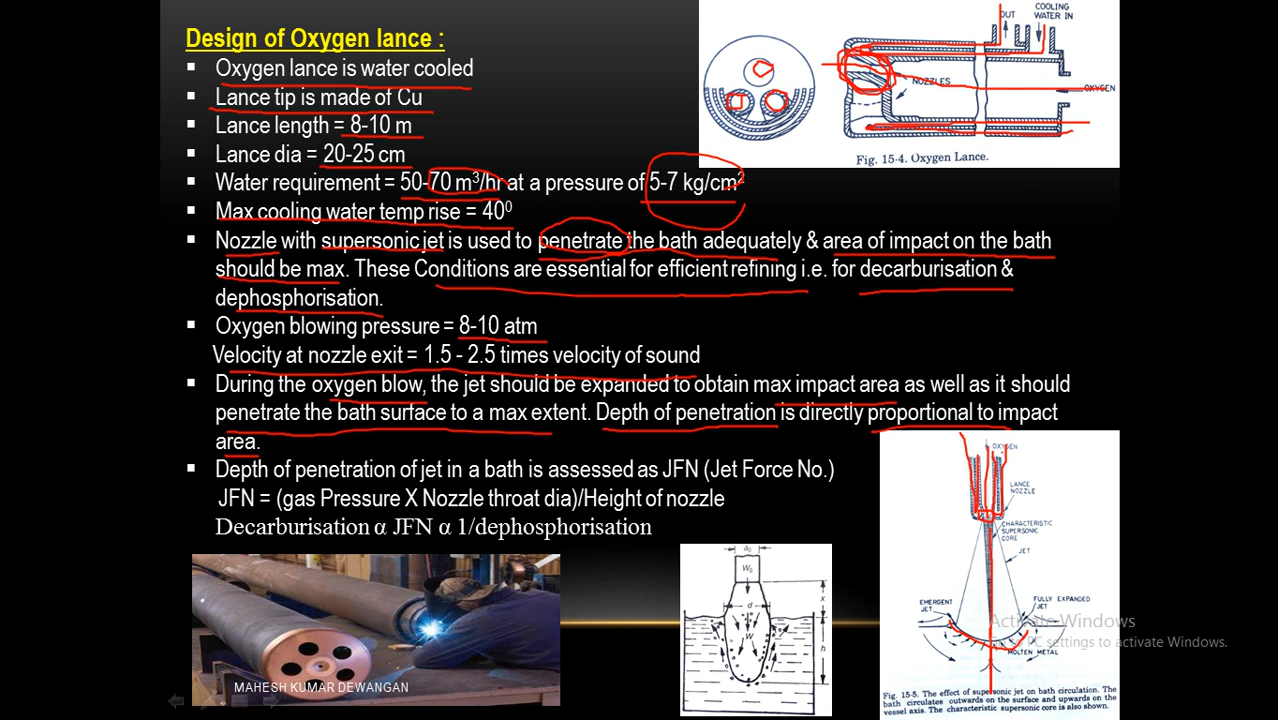 Design of Oxygen lance :
▪ Oxygen lance is water cooled
▪ Lance tip is made of Cu
▪ Lance length = 8-10 m
▪ Lance dia = 20-25 cm
▪ Water requirement = 50-70 m³/hr at a pressure of 5-7 kg/cm²
▪ Max cooling water temp rise = 40⁰
▪ Nozzle with supersonic jet is used to penetrate the bath adequately & area of impact on the bath
should be max. These Conditions are essential for efficient refining i.e. for decarburisation &
dephosphorisation.
▪ Oxygen blowing pressure = 8-10 atm
Velocity at nozzle exit = 1.5 - 2.5 times velocity of sound
▪ During the oxygen blow, the jet should be expanded to obtain max impact area as well as it should
penetrate the bath surface to a max extent. Depth of penetration is directly proportional to impact
area.
▪ Depth of penetration of jet in a bath is assessed as JFN (Jet Force No.)
JFN = (gas Pressure X Nozzle throat dia)/Height of nozzle
Decarburisation α JFN α 1/dephosphorisation
OUT
COOLING
WATER IN
NOZZLES
OXYGEN
Fig. 15-4. Oxygen Lance.
OXYGEN
LANCE
NOZZLE
CHARACTERISTIC
SUPERSONIC
CORE
JET
EMERGENT
JET
FULLY EXPANDED
JET
MOLTEN METAL
Fig. 15-5. The effect of supersonic jet on bath circulation. The
bath circulates outwards on the surface and upwards on the
vessel axis. The characteristic supersonic core is also shown.
a₀
W₀
x
d
W
h
MAHESH KUMAR DEWANGAN
Activate Windows
PC settings to activate Windows.